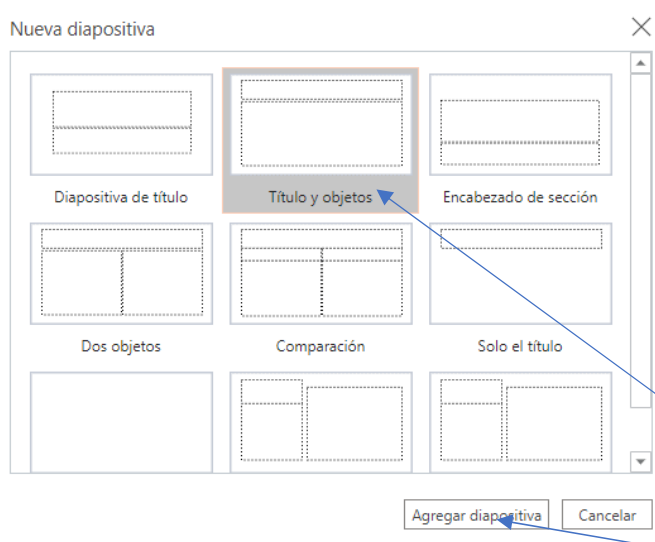 Nueva diapositiva
Diapositiva de título
Título y objetos
Encabezado de sección
Dos objetos
Comparación
Solo el título
Agregar diapositiva
Cancelar